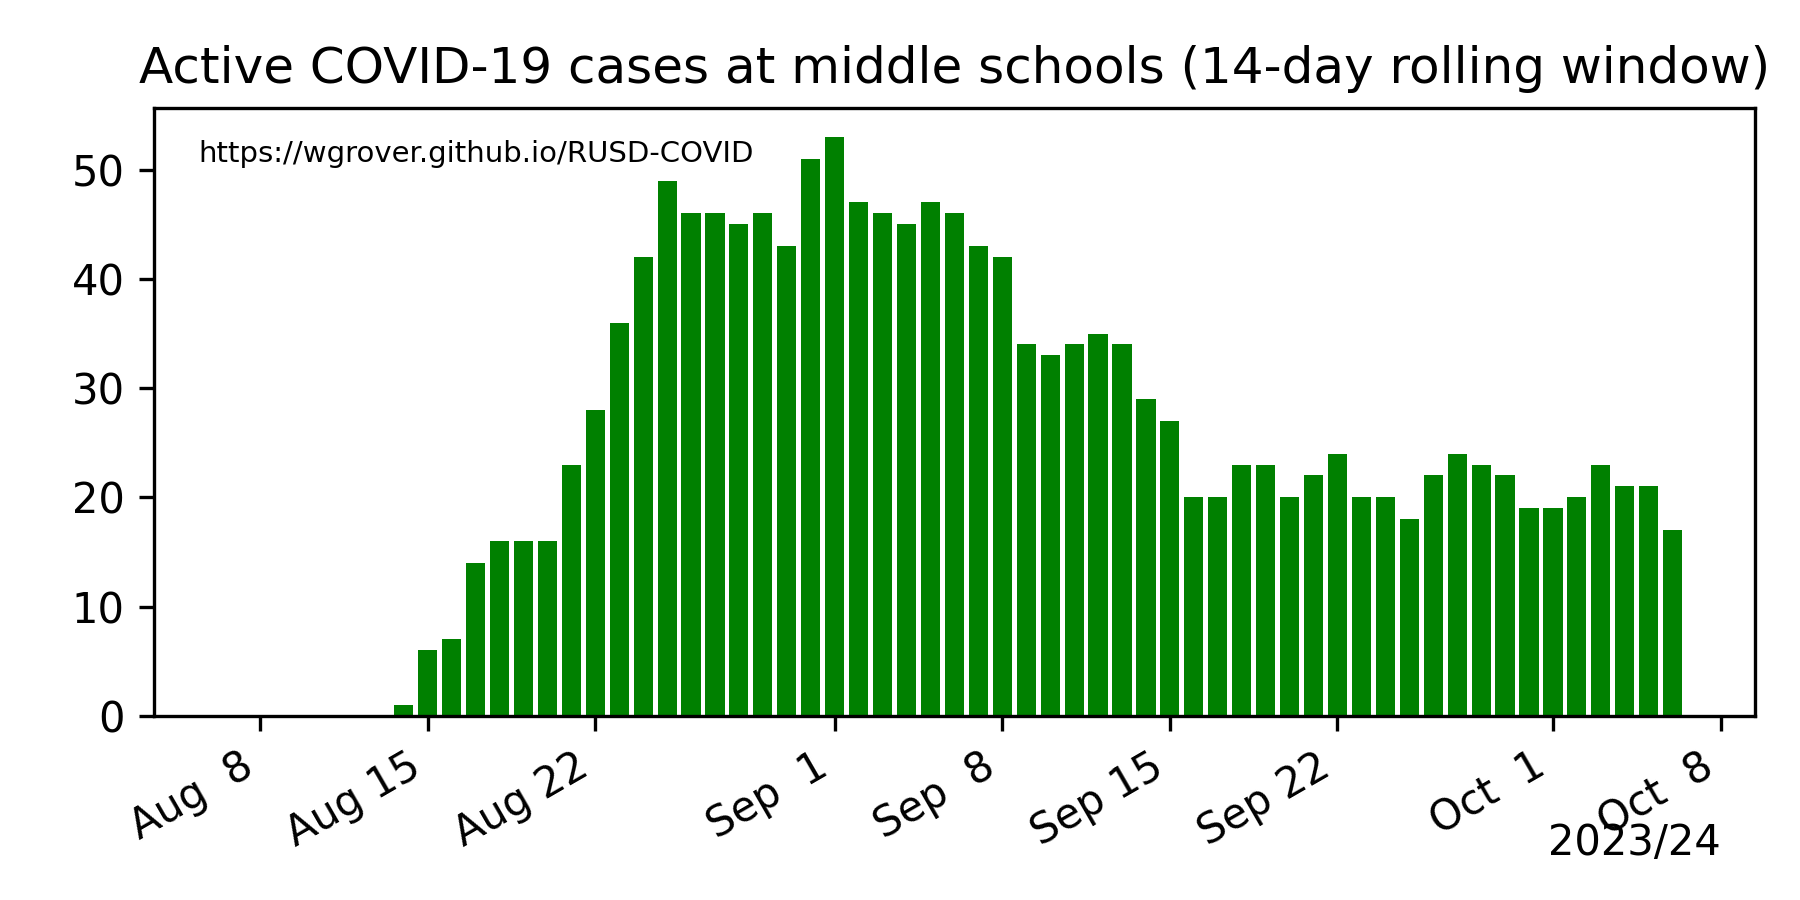 Active COVID-19 cases at middle schools (14-day rolling window)
https://wgrover.github.io/RUSD-COVID
50
40
30
20
10
0
Aug 8
Aug 15
Aug 22
Sep 1
Sep 8
Sep 15
Sep 22
Oct 1
Oct 8
2023/24